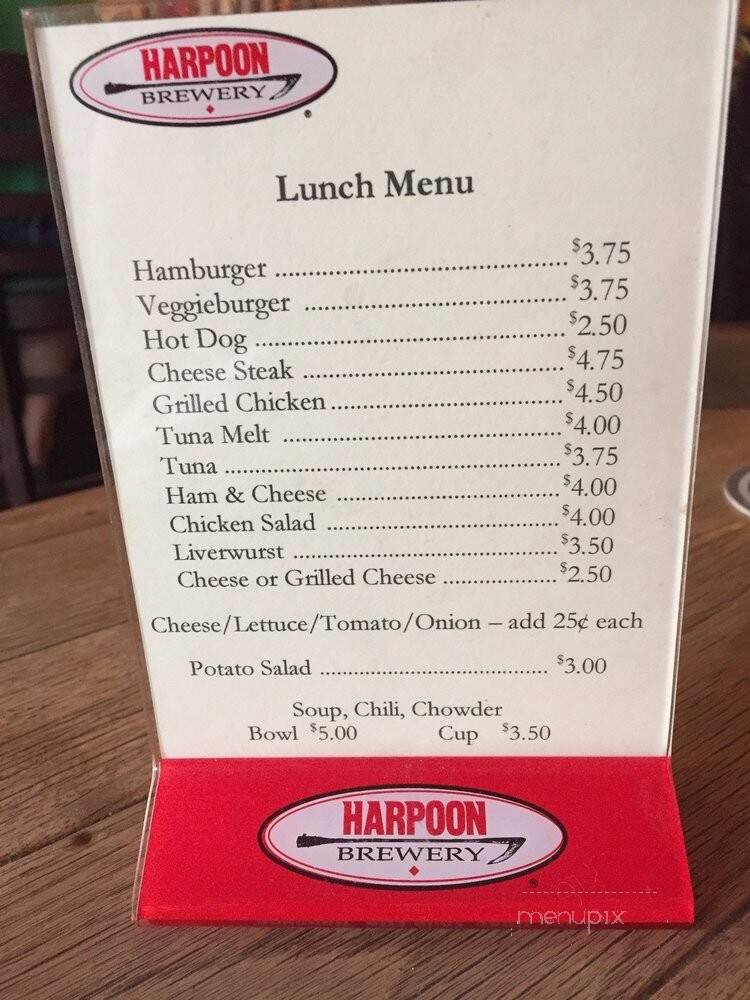 HARPOON
BREWERY
Lunch Menu
Hamburger ........................................... $3.75
Veggieburger ....................................... $3.75
Hot Dog .............................................. $2.50
Cheese Steak ....................................... $4.75
Grilled Chicken ................................... $4.50
Tuna Melt .......................................... $4.00
Tuna .................................................... $3.75
Ham & Cheese .................................. $4.00
Chicken Salad .................................... $4.00
Liverwurst .......................................... $3.50
Cheese or Grilled Cheese ................. $2.50
Cheese/Lettuce/Tomato/Onion – add 25¢ each
Potato Salad ................................... $3.00
Soup, Chili, Chowder
Bowl $5.00 Cup $3.50
HARPOON
BREWERY
menupix